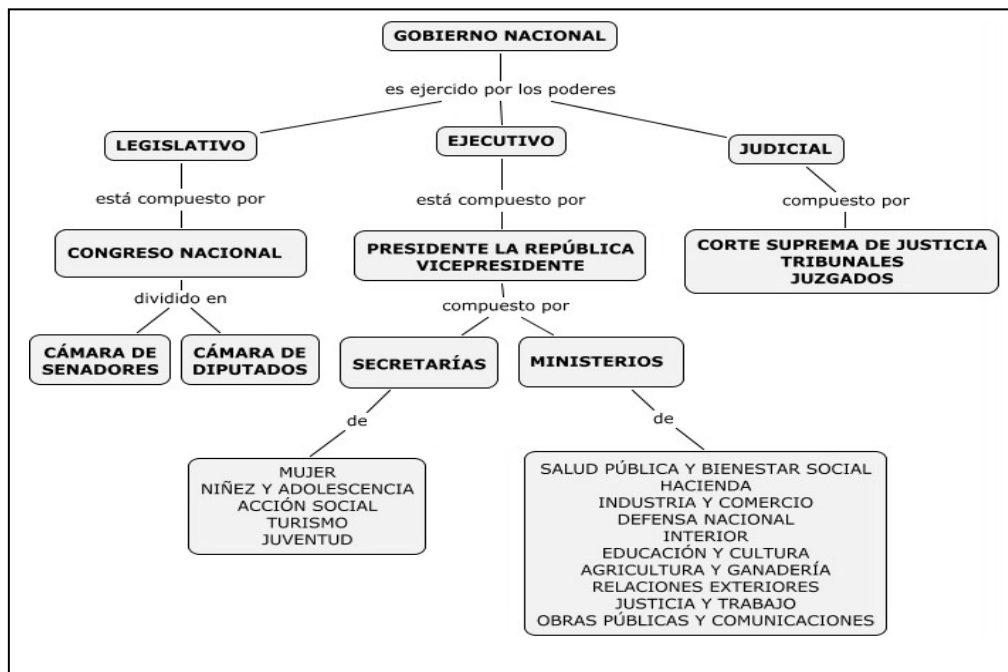 GOBIERNO NACIONAL
es ejercido por los poderes
LEGISLATIVO
EJECUTIVO
JUDICIAL
está compuesto por
está compuesto por
compuesto por
CONGRESO NACIONAL
PRESIDENTE LA REPÚBLICA
VICEPRESIDENTE
CORTE SUPREMA DE JUSTICIA
TRIBUNALES
JUZGADOS
dividido en
compuesto por
CÁMARA DE
SENADORES
CÁMARA DE
DIPUTADOS
SECRETARÍAS
MINISTERIOS
de
de
MUJER
NIÑEZ Y ADOLESCENCIA
ACCIÓN SOCIAL
TURISMO
JUVENTUD
SALUD PÚBLICA Y BIENESTAR SOCIAL
HACIENDA
INDUSTRIA Y COMERCIO
DEFENSA NACIONAL
INTERIOR
EDUCACIÓN Y CULTURA
AGRICULTURA Y GANADERÍA
RELACIONES EXTERIORES
JUSTICIA Y TRABAJO
OBRAS PÚBLICAS Y COMUNICACIONES